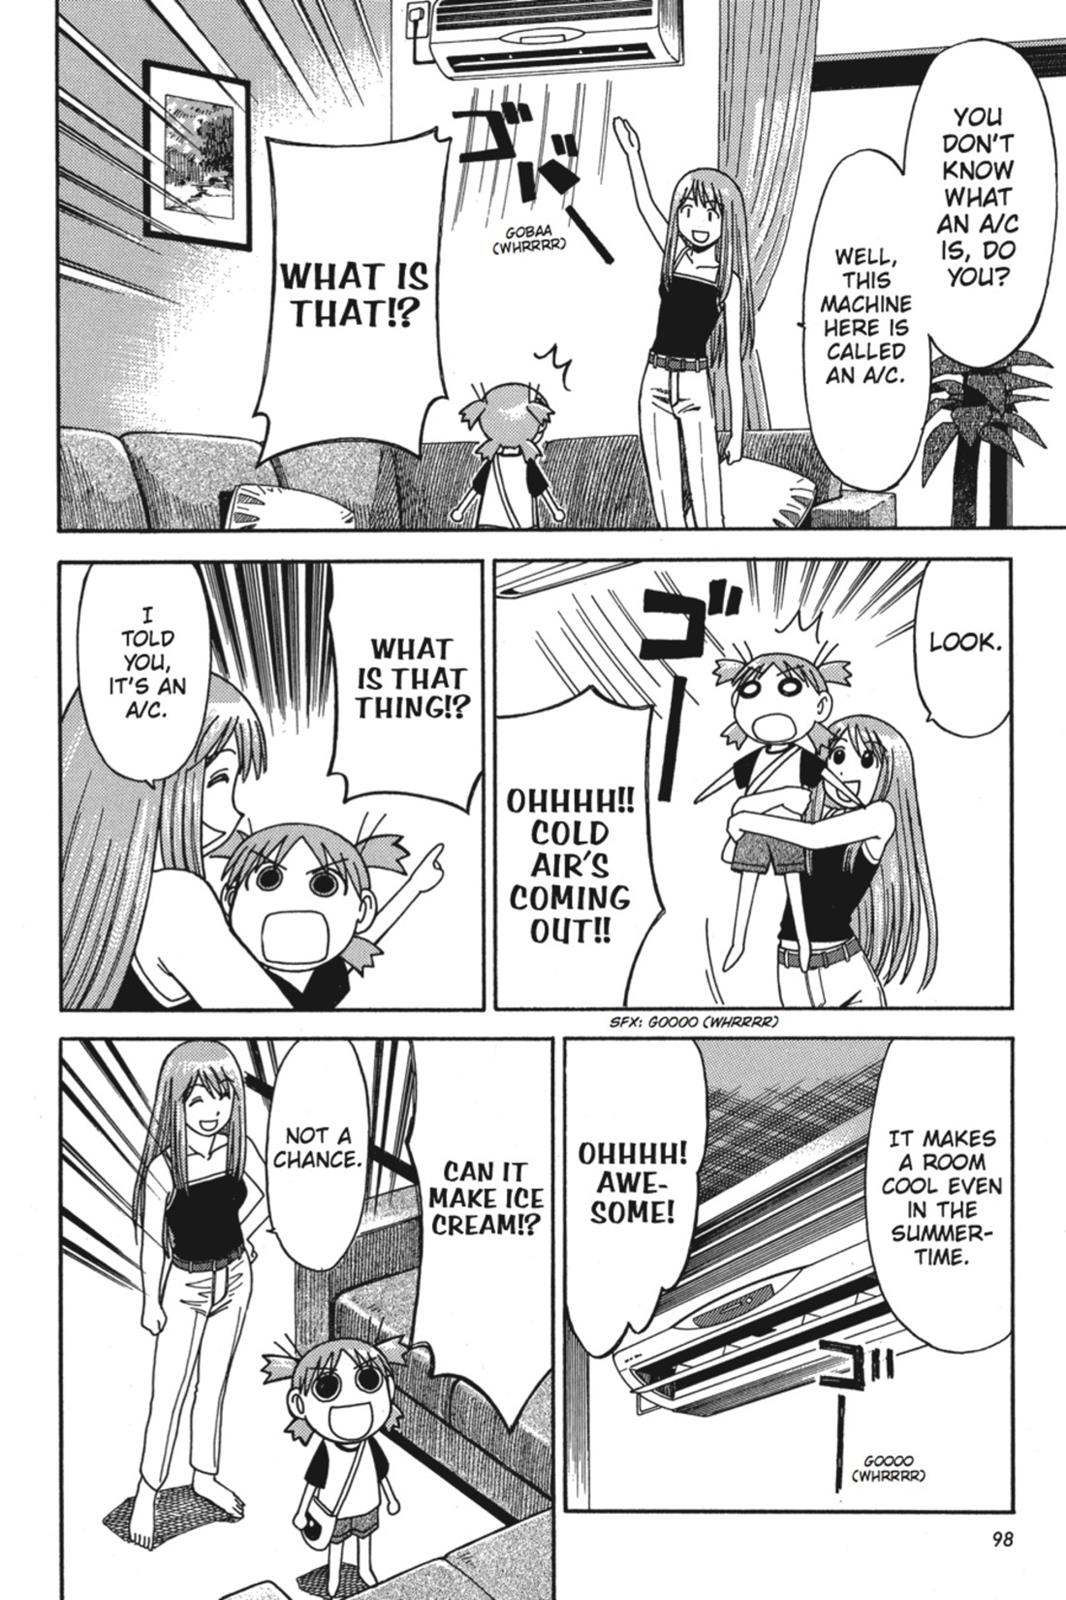 YOU
DON'T
KNOW
WHAT
AN A/C
IS, DO
YOU?
WELL,
THIS
MACHINE
HERE IS
CALLED
AN A/C.
ゴバー
GOBAA
(WHRRRR)
WHAT IS
THAT!?
LOOK.
ゴー
OHHHH!!
COLD
AIR'S
COMING
OUT!!
SFX: GOOOO (WHRRRR)
WHAT
IS THAT
THING!?
I
TOLD
YOU,
IT'S AN
A/C.
IT MAKES
A ROOM
COOL EVEN
IN THE
SUMMER-
TIME.
OHHHH!
AWE-
SOME!
ゴー
GOOOO
(WHRRRR)
CAN IT
MAKE ICE
CREAM!?
NOT A
CHANCE.
98